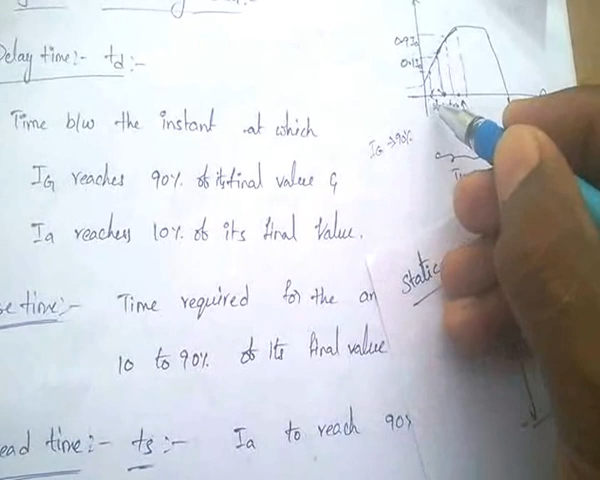 Delay time:- td:-
0.9Ia
0.1Ia
Time b/w the instant at which
IG → 90%
IG reaches 90% of its final value &
Ia reaches 10% of its final value.
static
se time:- Time required for the an
10 to 90% of its final value
ead time:- ts:- Ia to reach 90%